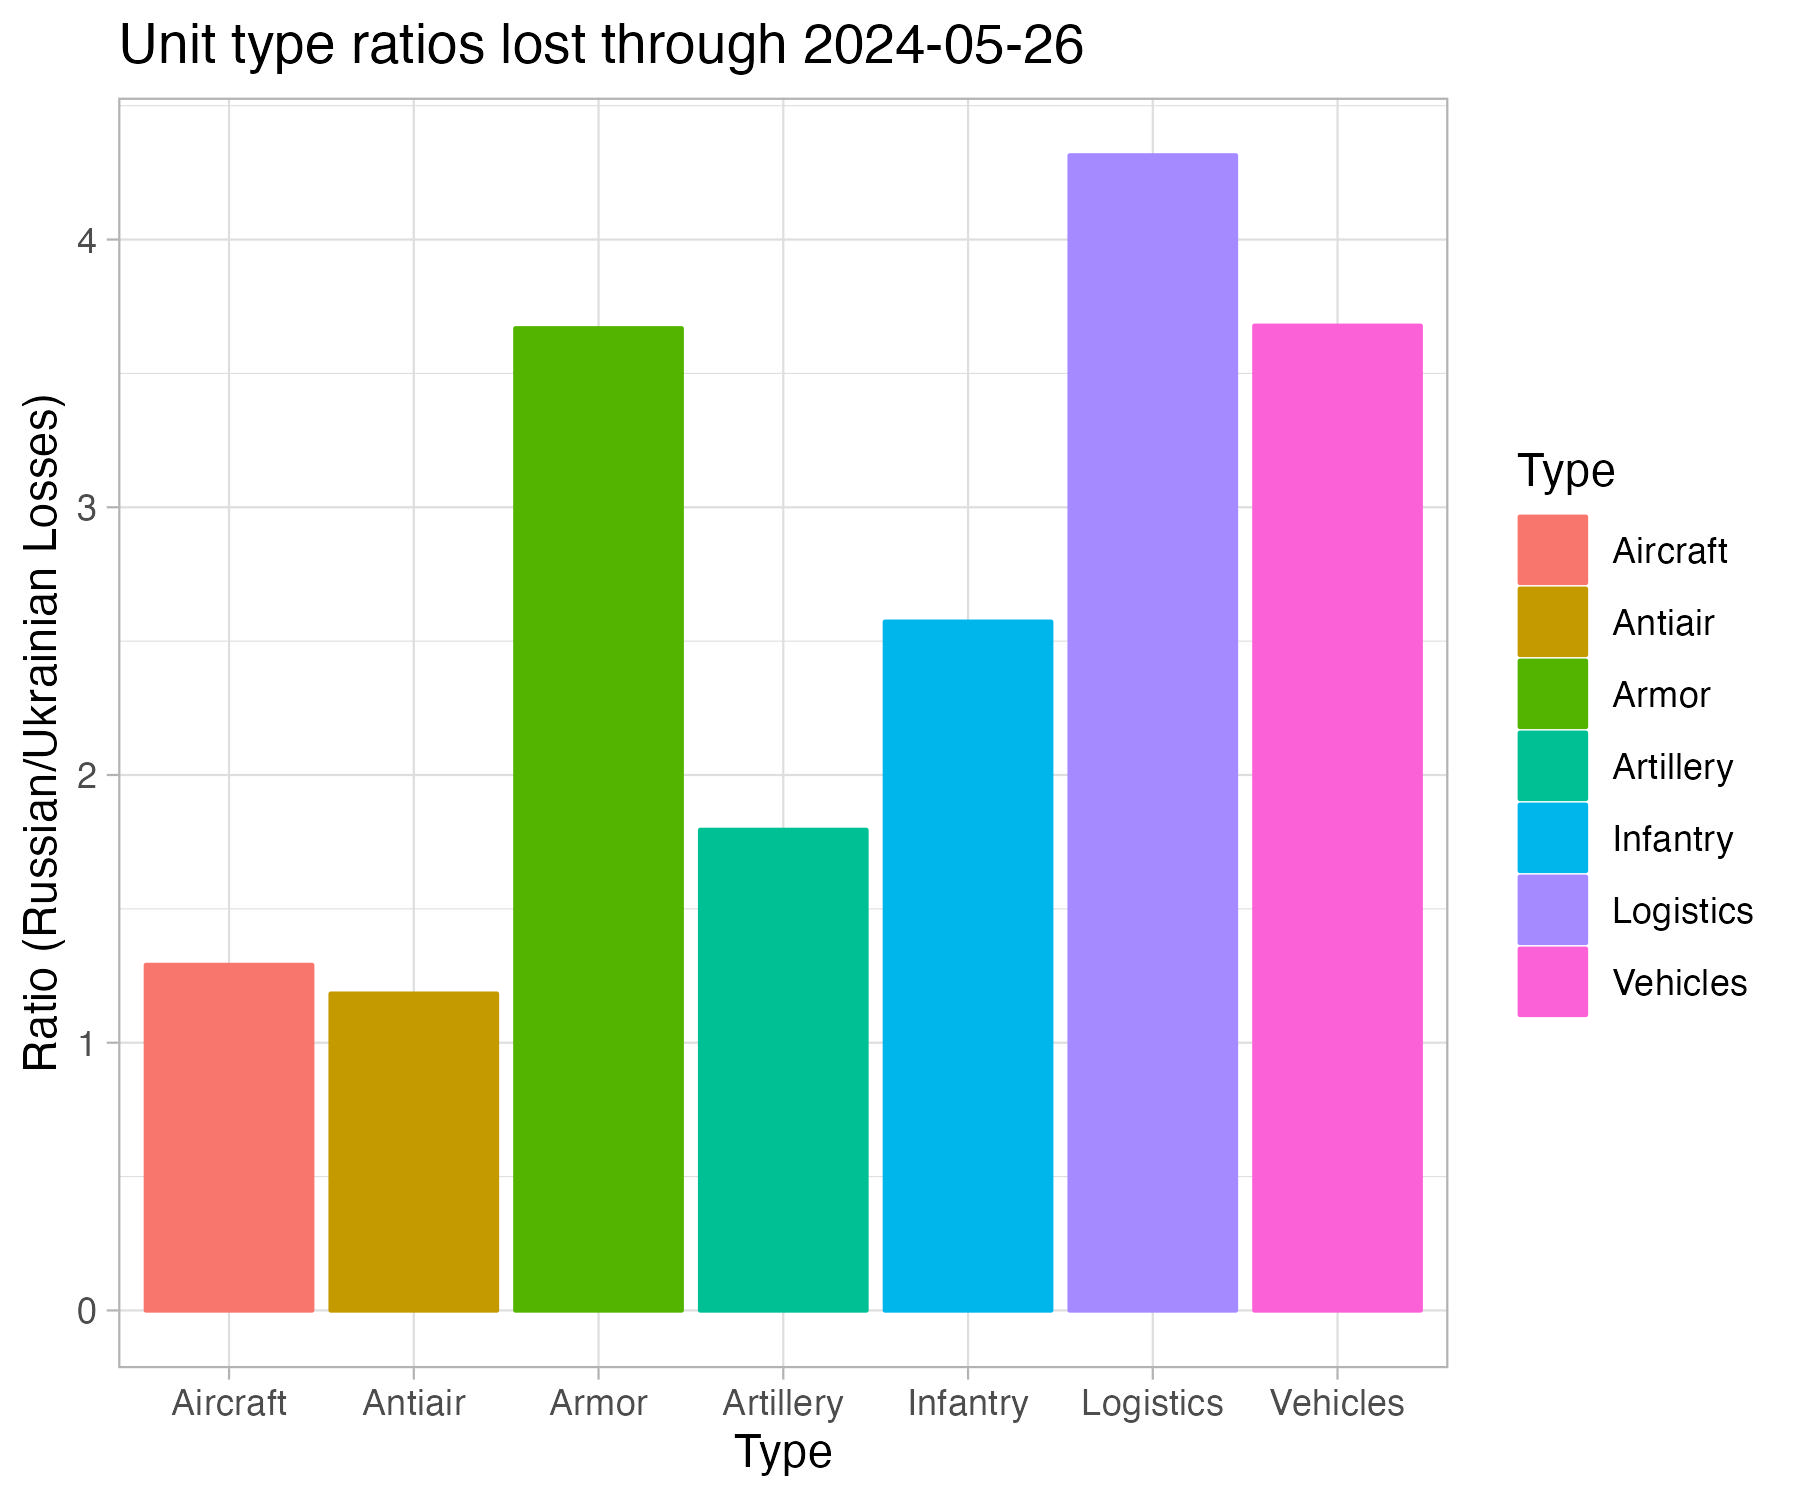 Unit type ratios lost through 2024-05-26
Ratio (Russian/Ukrainian Losses)
4
3
2
1
0
Aircraft Antiair Armor Artillery Infantry Logistics Vehicles
Type
Type
Aircraft
Antiair
Armor
Artillery
Infantry
Logistics
Vehicles